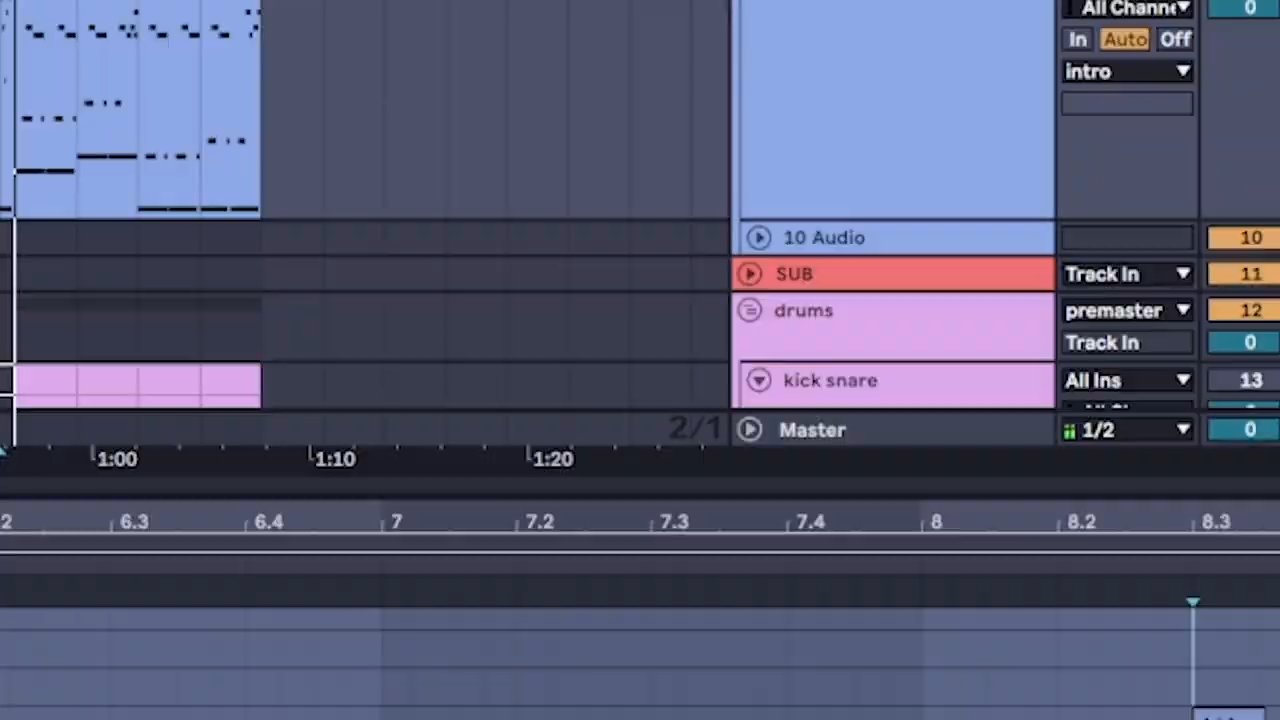 All Channe 0
In Auto Off
intro
10 Audio 10
SUB Track In 11
drums premaster 12
Track In 0
kick snare All Ins 13
2/1 Master 1/2 0
1:00 1:10 1:20
2 6.3 6.4 7 7.2 7.3 7.4 8 8.2 8.3